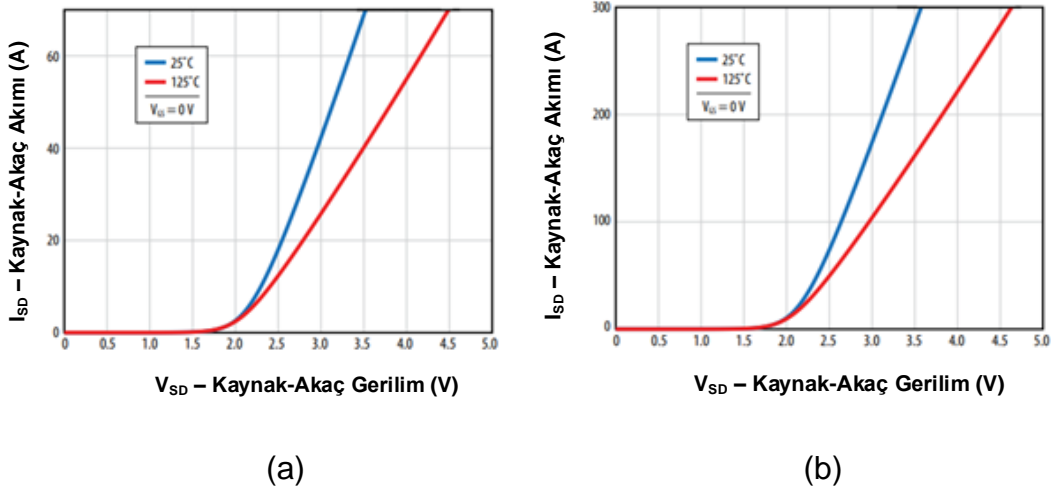 I_SD – Kaynak-Akaç Akımı (A)
60
40
20
0
25˚C
125˚C
V_GS = 0 V
0 0.5 1.0 1.5 2.0 2.5 3.0 3.5 4.0 4.5 5.0
V_SD – Kaynak-Akaç Gerilim (V)
(a)
I_SD – Kaynak-Akaç Akımı (A)
300
200
100
0
25˚C
125˚C
V_GS = 0 V
0 0.5 1.0 1.5 2.0 2.5 3.0 3.5 4.0 4.5 5.0
V_SD – Kaynak-Akaç Gerilim (V)
(b)